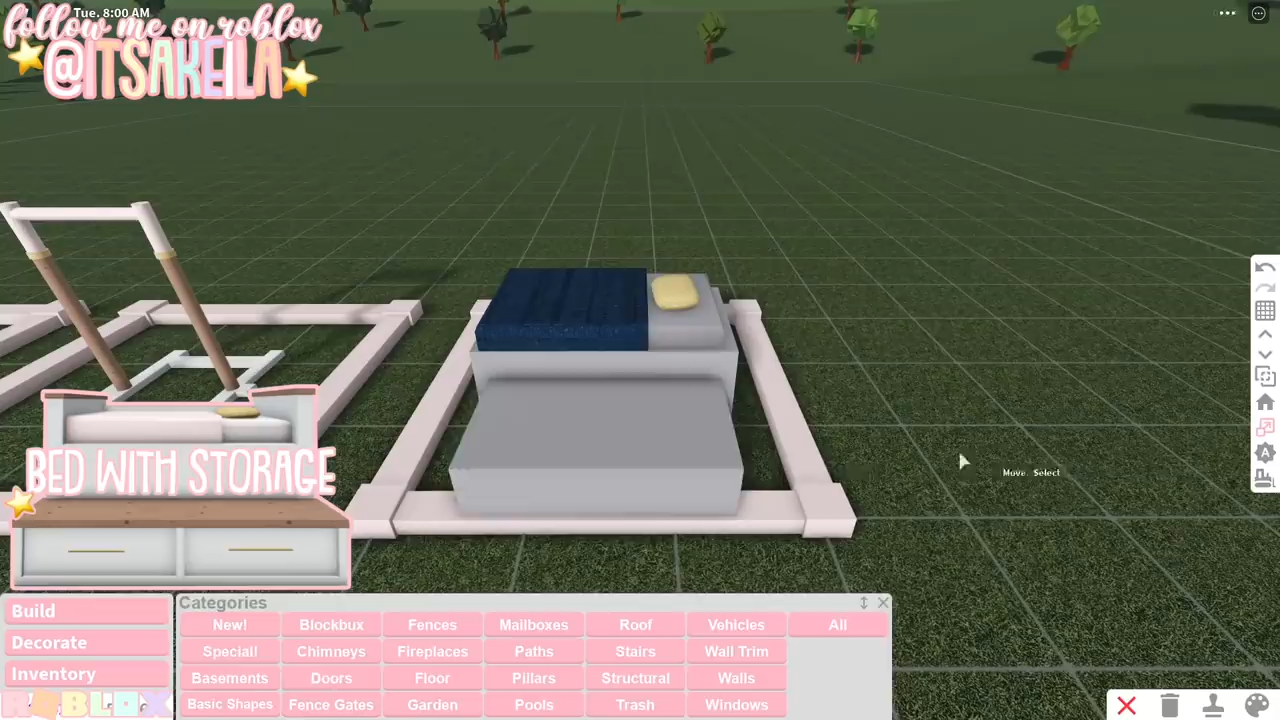 Tue. 8:00 AM
follow me on roblox
@ITSAKEILA
Move Select
BED WITH STORAGE
Build
Decorate
Inventory
ROBLOX
Categories
New! Blockbux Fences Mailboxes Roof Vehicles All
Special! Chimneys Fireplaces Paths Stairs Wall Trim
Basements Doors Floor Pillars Structural Walls
Basic Shapes Fence Gates Garden Pools Trash Windows
A